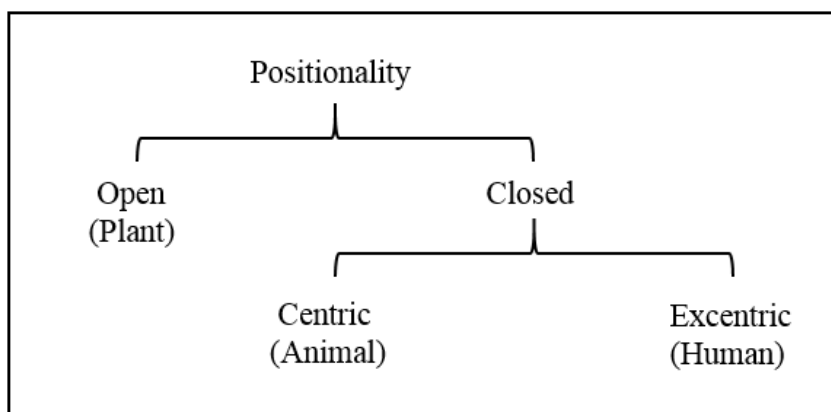 Positionality
Open
(Plant)
Closed
Centric
(Animal)
Excentric
(Human)